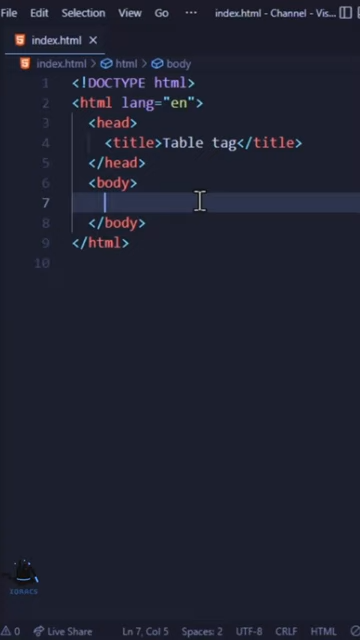 File Edit Selection View Go ··· index.html - Channel - Vis...
index.html ×
index.html > html > body
1 <!DOCTYPE html>
2 <html lang="en">
3 <head>
4 <title>Table tag</title>
5 </head>
6 <body>
7
8 </body>
9 </html>
10
0 Live Share Ln 7, Col 5 Spaces: 2 UTF-8 CRLF HTML